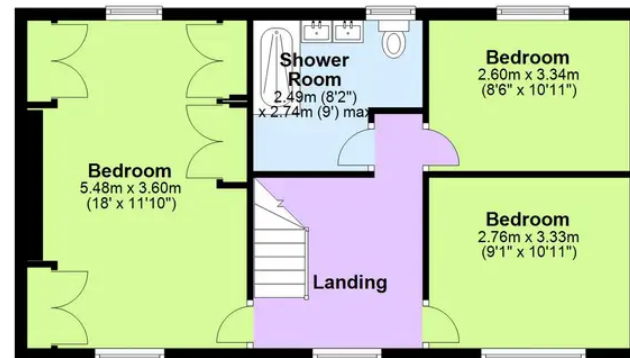 Shower
Room
2.49m (8'2")
x 2.74m (9') max
Bedroom
2.60m x 3.34m
(8'6" x 10'11")
Bedroom
5.48m x 3.60m
(18' x 11'10")
Bedroom
2.76m x 3.33m
(9'1" x 10'11")
Landing